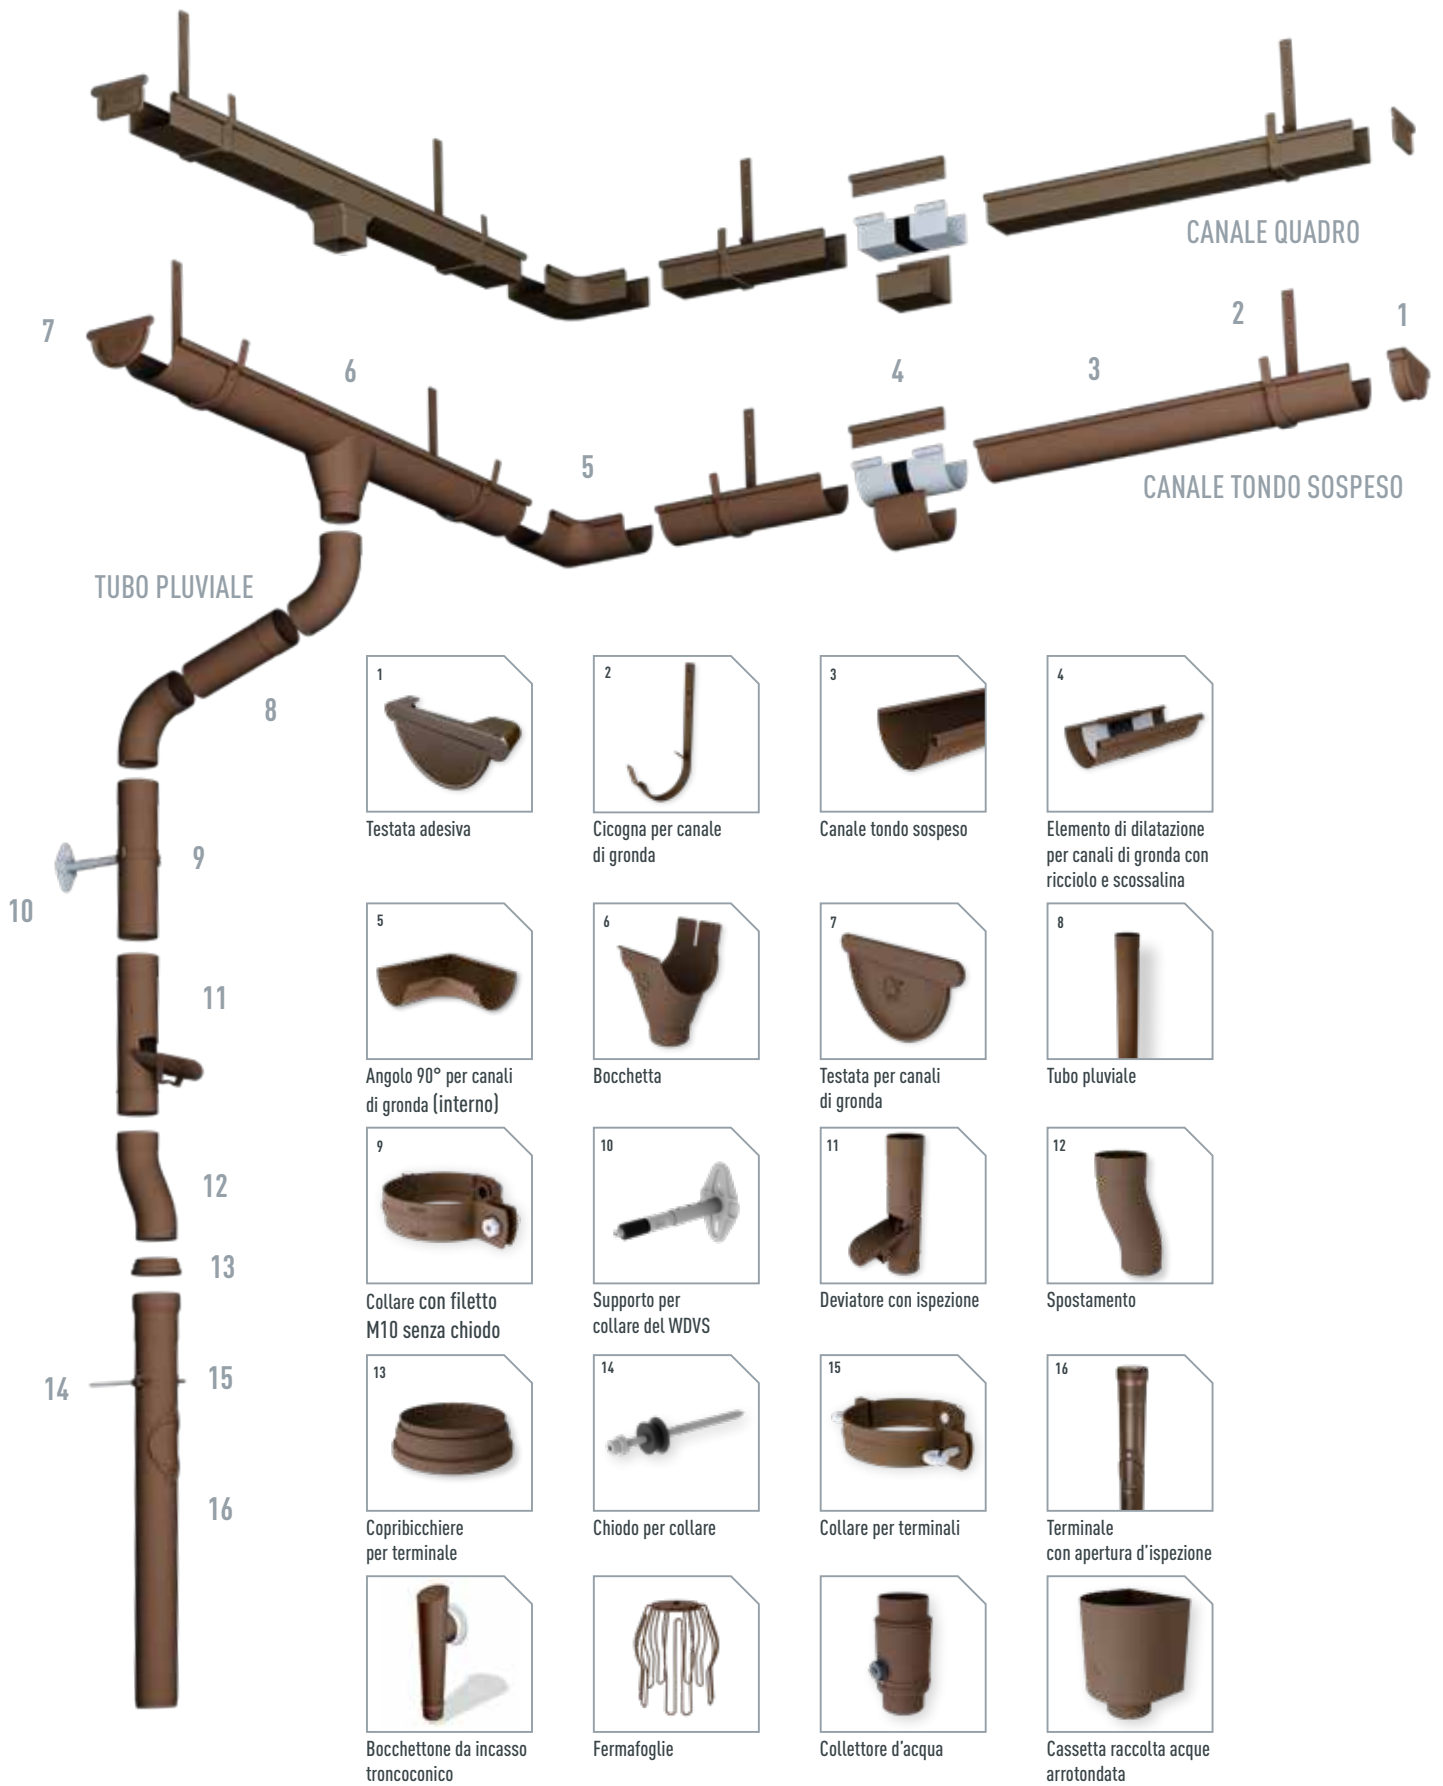 CANALE QUADRO
7
6
5
4
3
2
1
CANALE TONDO SOSPESO
TUBO PLUVIALE
8
9
10
11
12
13
14
15
16
1
Testata adesiva
2
Cicogna per canale
di gronda
3
Canale tondo sospeso
4
Elemento di dilatazione
per canali di gronda con
ricciolo e scossalina
5
Angolo 90° per canali
di gronda (interno)
6
Bocchetta
7
Testata per canali
di gronda
8
Tubo pluviale
9
Collare con filetto
M10 senza chiodo
10
Supporto per
collare del WDVS
11
Deviatore con ispezione
12
Spostamento
13
Copribicchiere
per terminale
14
Chiodo per collare
15
Collare per terminali
16
Terminale
con apertura d'ispezione
Bocchettone da incasso
troncoconico
Fermafoglie
Collettore d'acqua
Cassetta raccolta acque
arrotondata